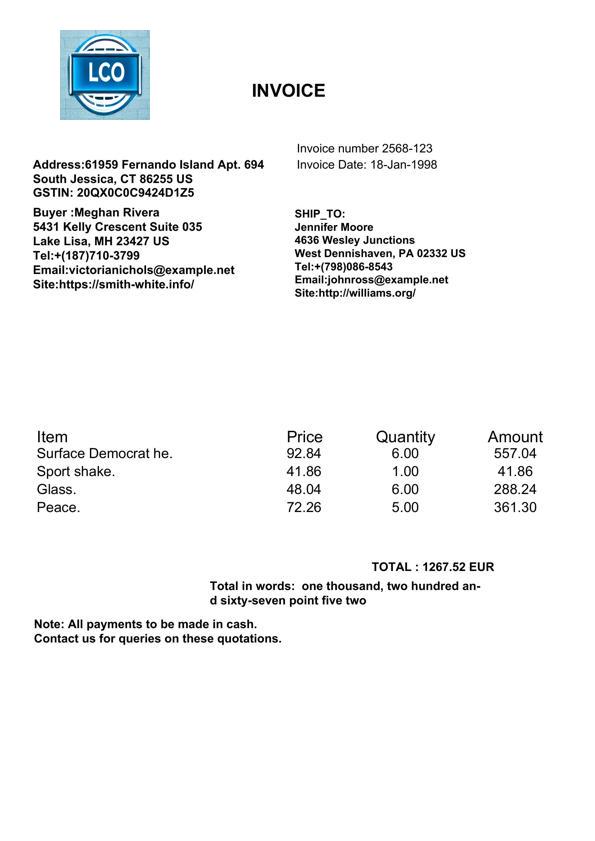 LCO
INVOICE
Invoice number 2568-123
Invoice Date: 18-Jan-1998
Address:61959 Fernando Island Apt. 694
South Jessica, CT 86255 US
GSTIN: 20QX0C0C9424D1Z5
Buyer :Meghan Rivera
5431 Kelly Crescent Suite 035
Lake Lisa, MH 23427 US
Tel:+(187)710-3799
Email:victorianichols@example.net
Site:https://smith-white.info/
SHIP_TO:
Jennifer Moore
4636 Wesley Junctions
West Dennishaven, PA 02332 US
Tel:+(798)086-8543
Email:johnross@example.net
Site:http://williams.org/
Item Price Quantity Amount
Surface Democrat he. 92.84 6.00 557.04
Sport shake. 41.86 1.00 41.86
Glass. 48.04 6.00 288.24
Peace. 72.26 5.00 361.30
TOTAL : 1267.52 EUR
Total in words:  one thousand, two hundred an-
d sixty-seven point five two
Note: All payments to be made in cash.
Contact us for queries on these quotations.